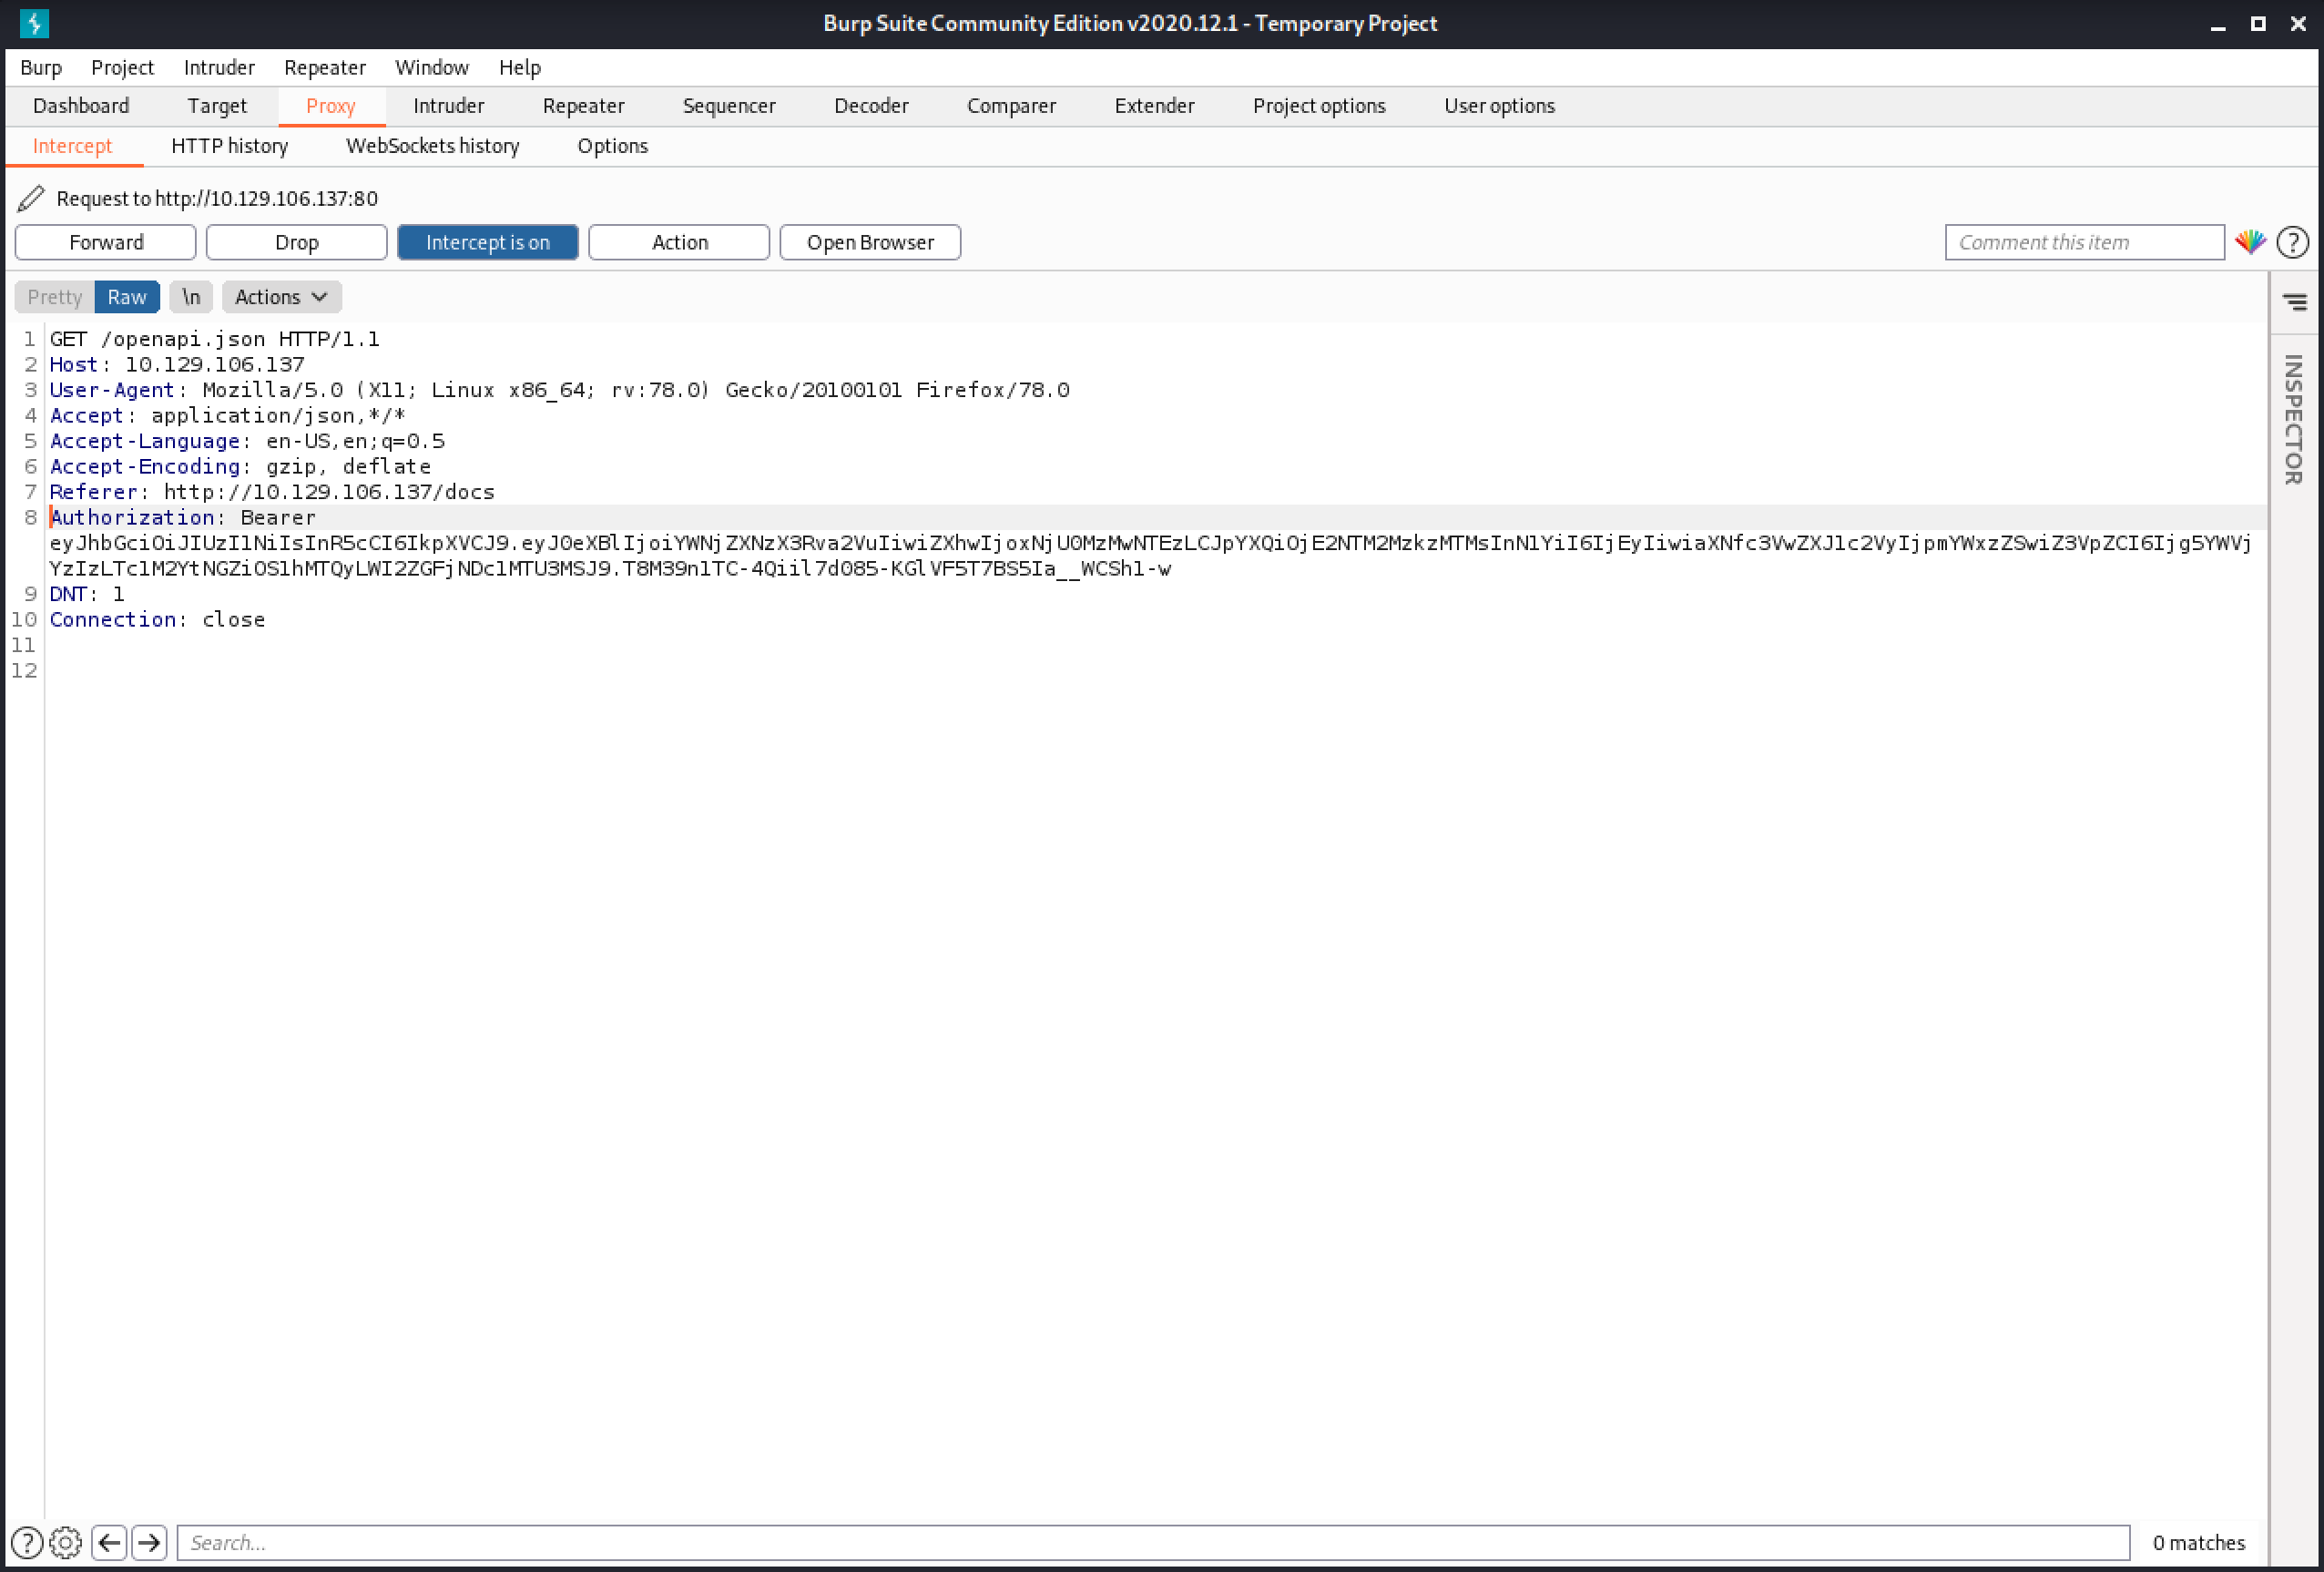 Burp Suite Community Edition v2020.12.1 - Temporary Project
Burp Project Intruder Repeater Window Help
Dashboard Target Proxy Intruder Repeater Sequencer Decoder Comparer Extender Project options User options
Intercept HTTP history WebSockets history Options
Request to http://10.129.106.137:80
Forward Drop Intercept is on Action Open Browser Comment this item
Pretty Raw \n Actions
INSPECTOR
1 GET /openapi.json HTTP/1.1
2 Host: 10.129.106.137
3 User-Agent: Mozilla/5.0 (X11; Linux x86_64; rv:78.0) Gecko/20100101 Firefox/78.0
4 Accept: application/json,*/*
5 Accept-Language: en-US,en;q=0.5
6 Accept-Encoding: gzip, deflate
7 Referer: http://10.129.106.137/docs
8 Authorization: Bearer
eyJhbGciOiJIUzI1NiIsInR5cCI6IkpXVCJ9.eyJ0eXBlIjoiYWNjZXNzX3Rva2VuIiwiZXhwIjoxNjU0MzMwNTEzLCJpYXQiOjE2NTM2MzkzMTMsInN1YiI6IjEyIiwiaXNfc3VwZXJ1c2VyIjpmYWxzZSwiZ3VpZCI6Ijg5YWVj
YzIzLTc1M2YtNGZiOS1hMTQyLWI2ZGFjNDc1MTU3MSJ9.T8M39n1TC-4Qiil7d085-KGlVF5T7BS5Ia__WCSh1-w
9 DNT: 1
10 Connection: close
11
12
Search... 0 matches